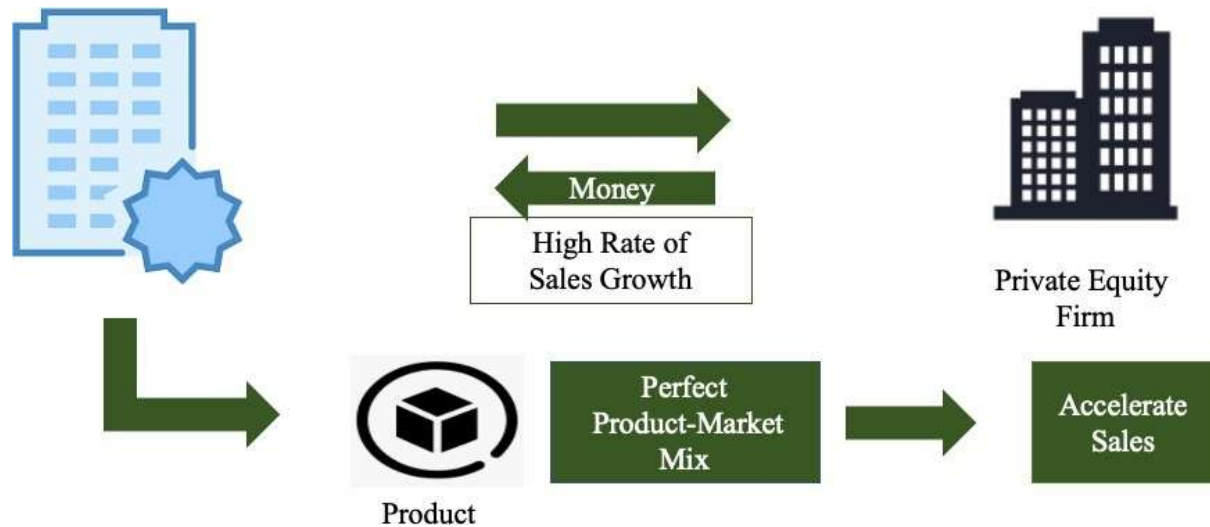 Money
High Rate of
Sales Growth
Private Equity
Firm
Perfect
Product-Market
Mix
Accelerate
Sales
Product